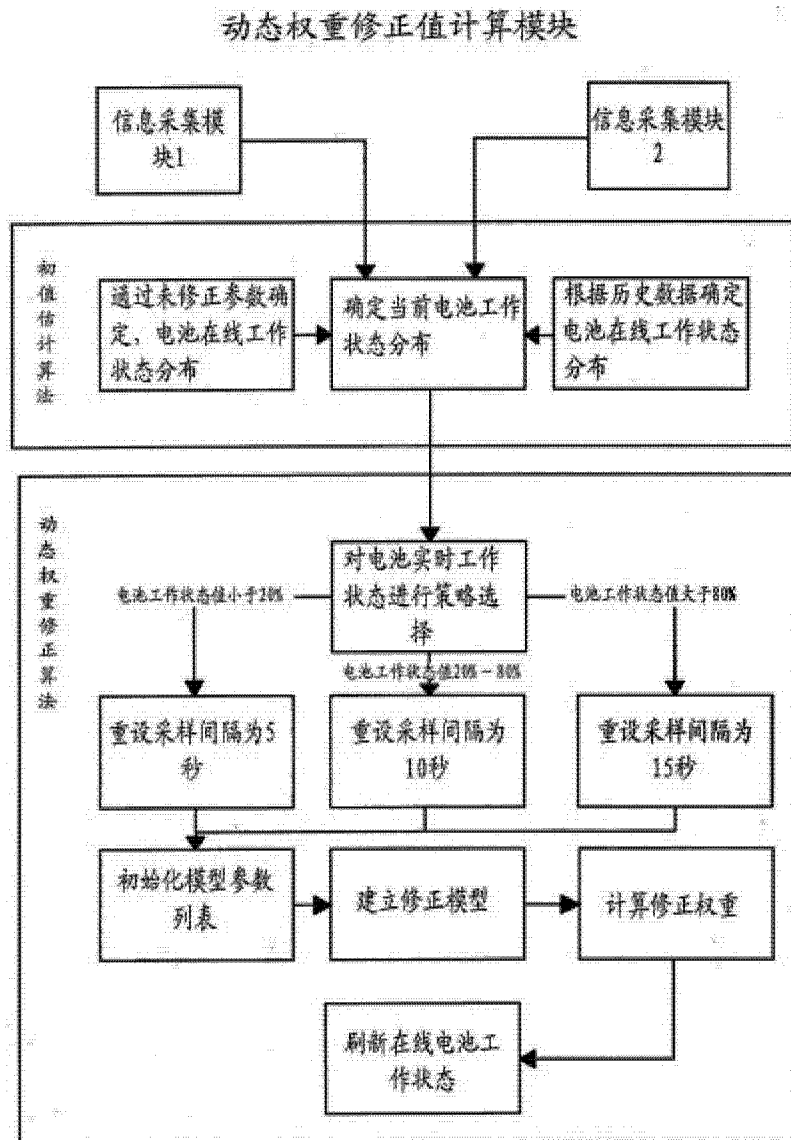 动态权重修正值计算模块
信息采集模
块1
信息采集模块
2
初值估计算法
通过未修正参数确
定、电池在线工作
状态分布
确定当前电池工作
状态分布
根据历史数据确定
电池在线工作状态
分布
动态权重修正算法
对电池实时工作
状态进行策略选
择
电池工作状态值小于20%
电池工作状态值大于80%
电池工作状态值20%-80%
重设采样间隔为5
秒
重设采样间隔为
10秒
重设采样间隔为
15秒
初始化模型参数
列表
建立修正模型
计算修正权重
刷新在线电池工
作状态